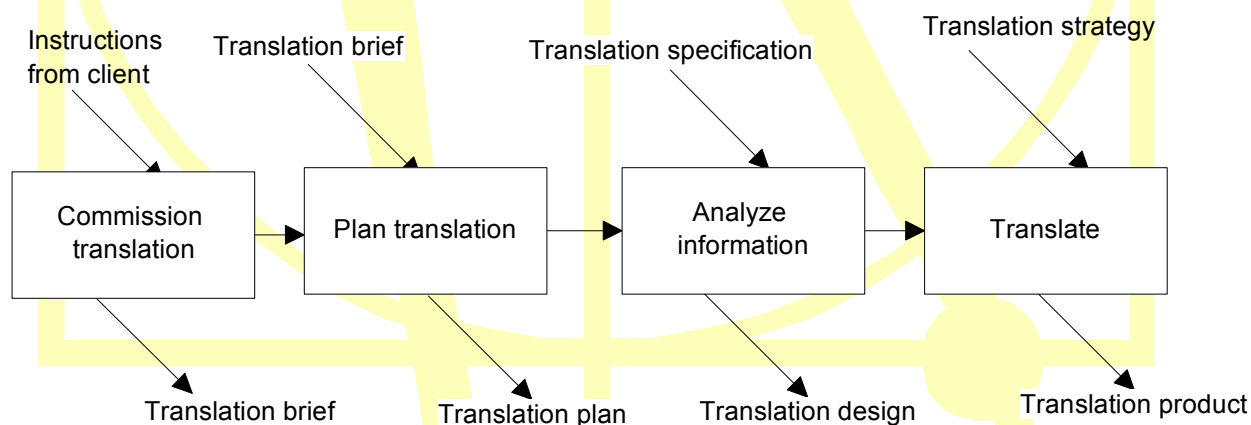 Instructions
from client
Translation brief
Translation specification
Translation strategy
Commission
translation
Plan translation
Analyze
information
Translate
Translation brief
Translation plan
Translation design
Translation product